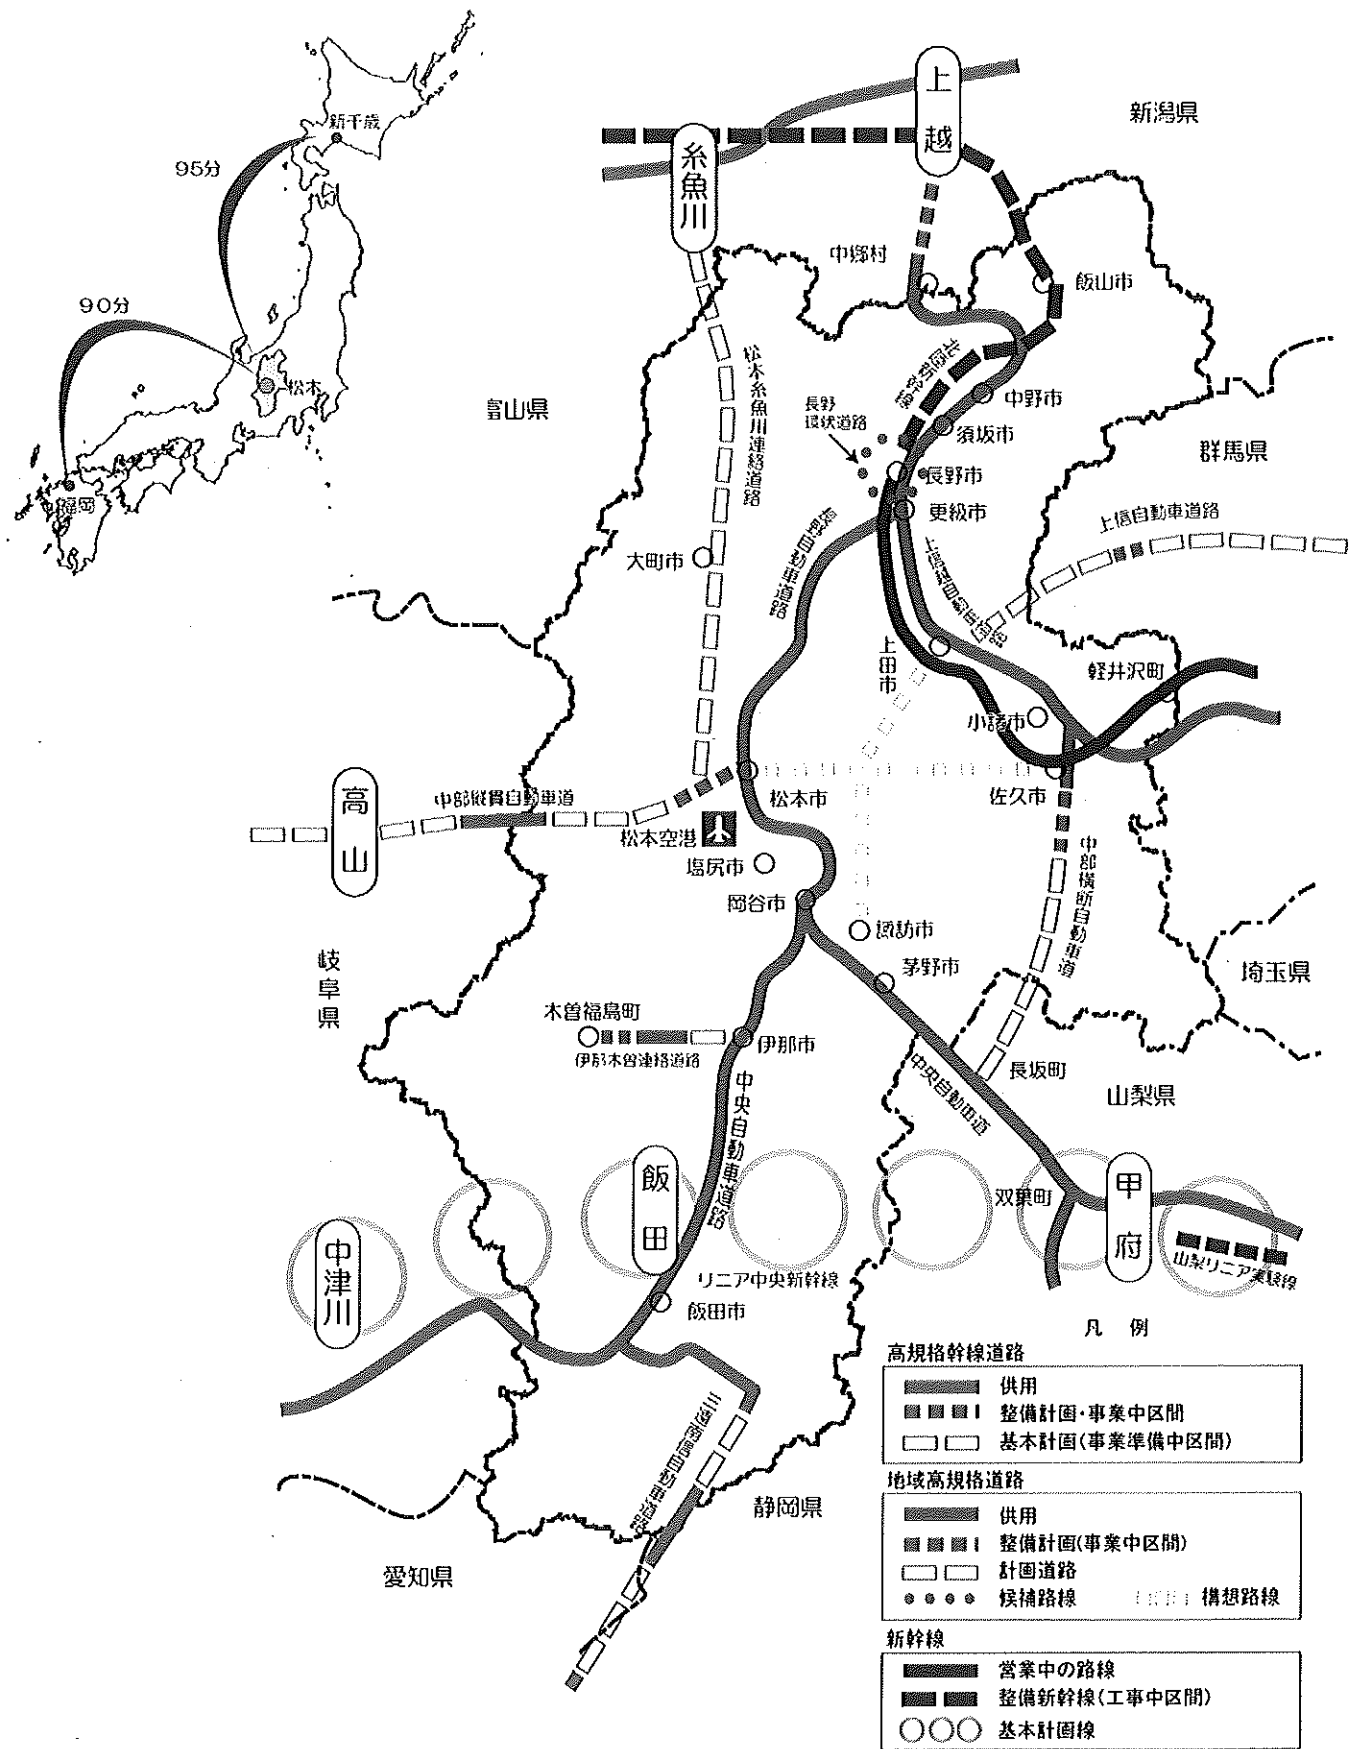 上越
新潟県
新千歳
95分
糸魚川
中郷村
飯山市
90分
松本
福岡
富山県
松本糸魚川連絡道路
北陸新幹線
長野
環状道路
中野市
須坂市
群馬県
長野市
更級市
上信自動車道路
大町市
上田市
軽井沢町
小諸市
高山
中部縦貫自動車道
松本市
佐久市
松本空港
塩尻市
中部横断自動車道
岡谷市
諏訪市
岐阜県
茅野市
埼玉県
木曽福島町
伊那市
伊那木曽連絡道路
長坂町
中央自動車道
山梨県
中央自動車道路
飯田
双葉町
甲府
中津川
リニア中央新幹線
山梨リニア実験線
飯田市
凡例
高規格幹線道路
供用
整備計画・事業中区間
基本計画(事業準備中区間)
三遠南信自動車道路
地域高規格道路
静岡県
供用
整備計画(事業中区間)
愛知県
計画道路
候補路線 構想路線
新幹線
営業中の路線
整備新幹線(工事中区間)
基本計画線